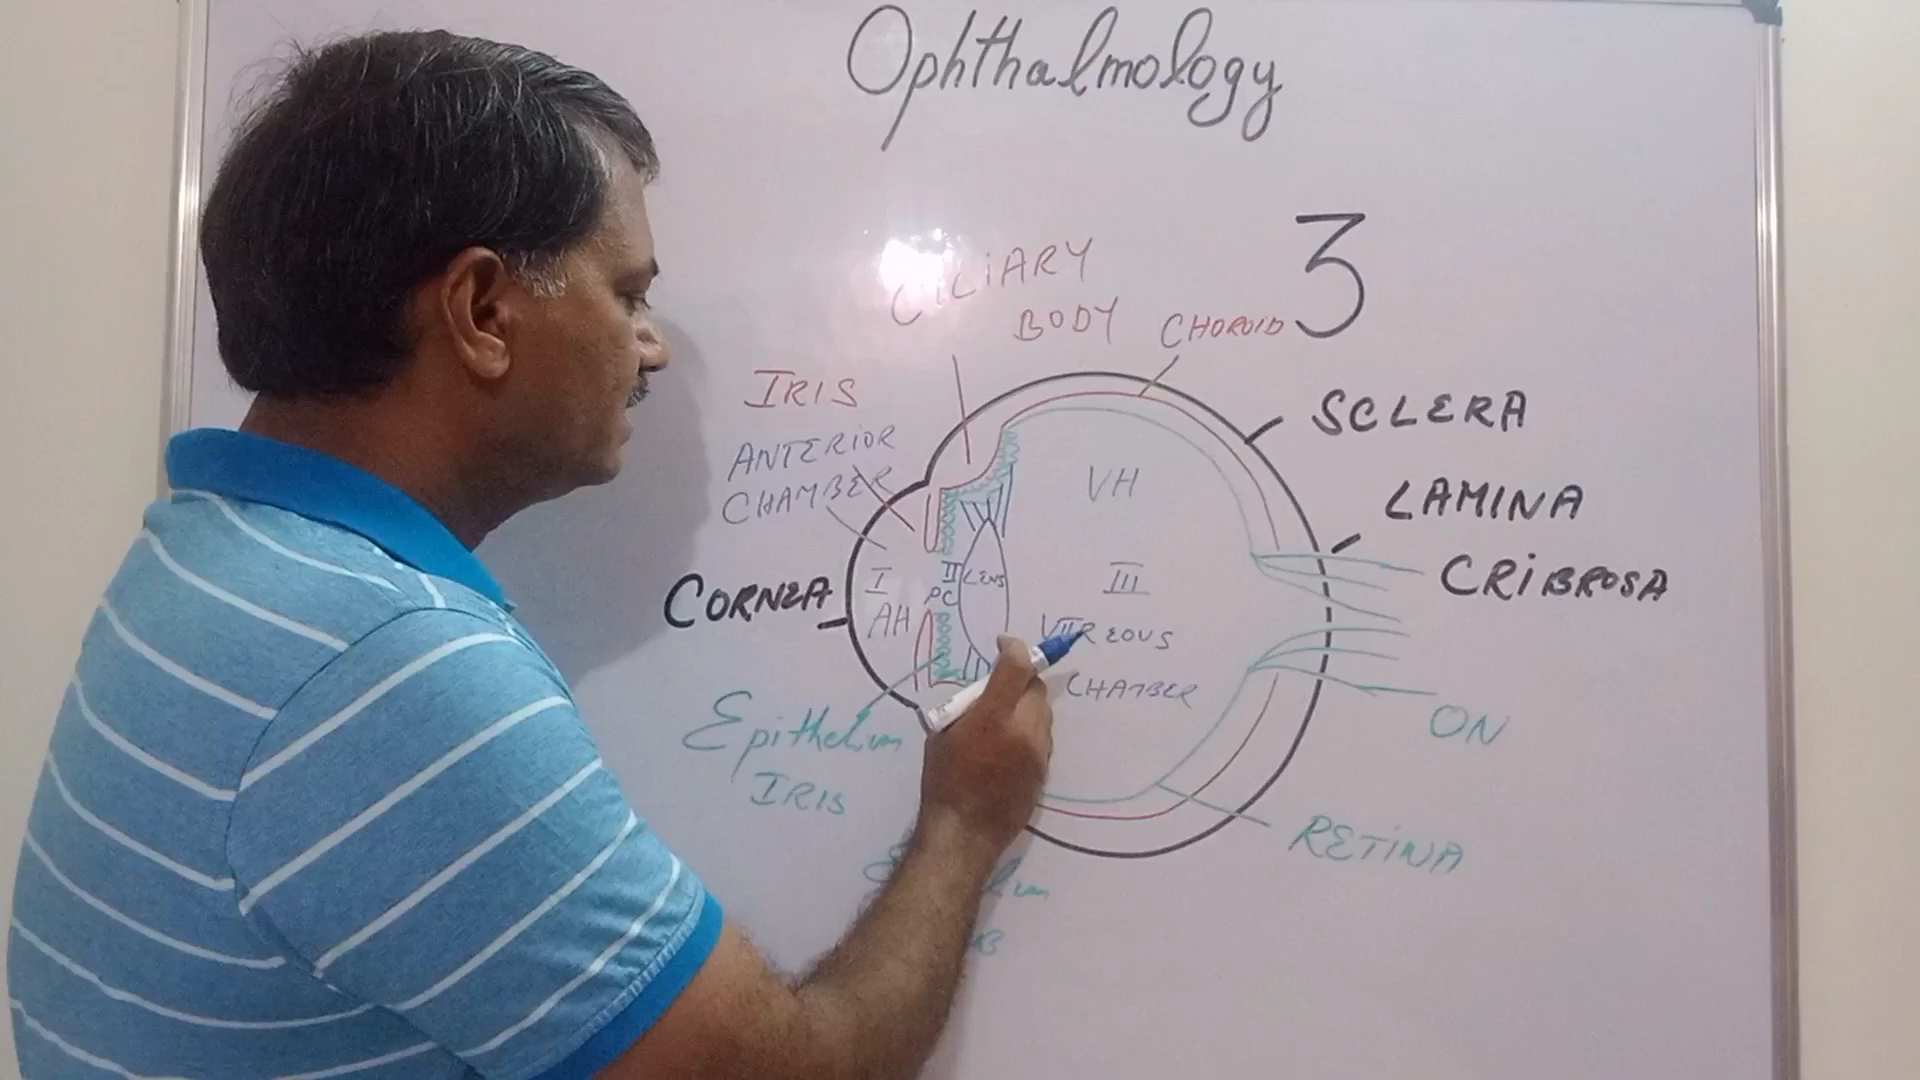 Ophthalmology
3
CILIARY
BODY
CHOROID
IRIS
ANTERIOR
CHAMBER
SCLERA
LAMINA
CRIBROSA
VH
I
AH
II
PC
LENS
III
VITREOUS
CHAMBER
CORNEA
Epithelium
IRIS
ON
RETINA